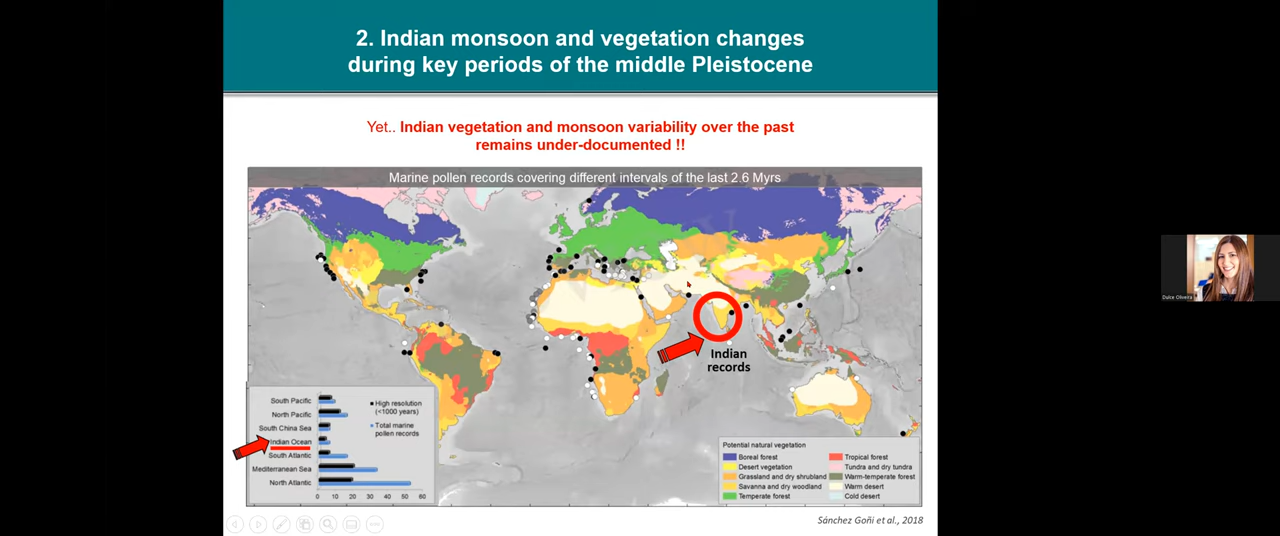 2. Indian monsoon and vegetation changes
during key periods of the middle Pleistocene
Yet.. Indian vegetation and monsoon variability over the past
remains under-documented !!
Marine pollen records covering different intervals of the last 2.6 Myrs
Indian
records
South Pacific
North Pacific
South China Sea
Indian Ocean
South Atlantic
Mediterranean Sea
North Atlantic
0 10 20 30 40 50 60
High resolution
(<1000 years)
Total marine
pollen records
Potential natural vegetation
Boreal forest
Desert vegetation
Grassland and dry shrubland
Savanna and dry woodland
Temperate forest
Tropical forest
Tundra and dry tundra
Warm-temperate forest
Warm desert
Cold desert
Sánchez Goñi et al., 2018
Dulce Oliveira